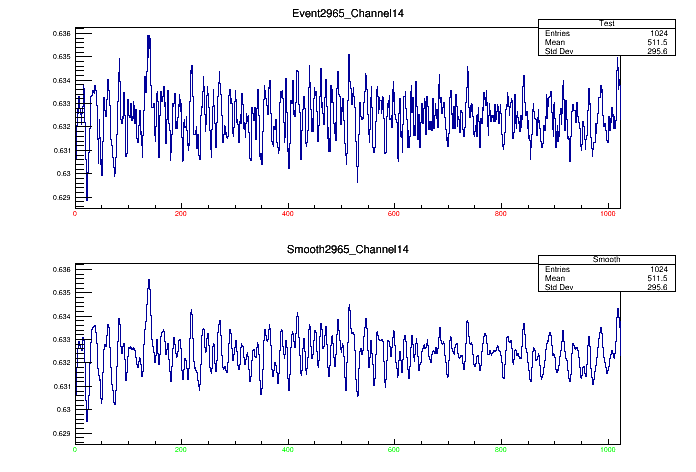 Event2965_Channel14
Test
Entries 1024
Mean 511.5
Std Dev 295.6
0.636
0.635
0.634
0.633
0.632
0.631
0.63
0.629
0 200 400 600 800 1000
Smooth2965_Channel14
Smooth
Entries 1024
Mean 511.5
Std Dev 295.6
0.636
0.635
0.634
0.633
0.632
0.631
0.63
0.629
0 200 400 600 800 1000